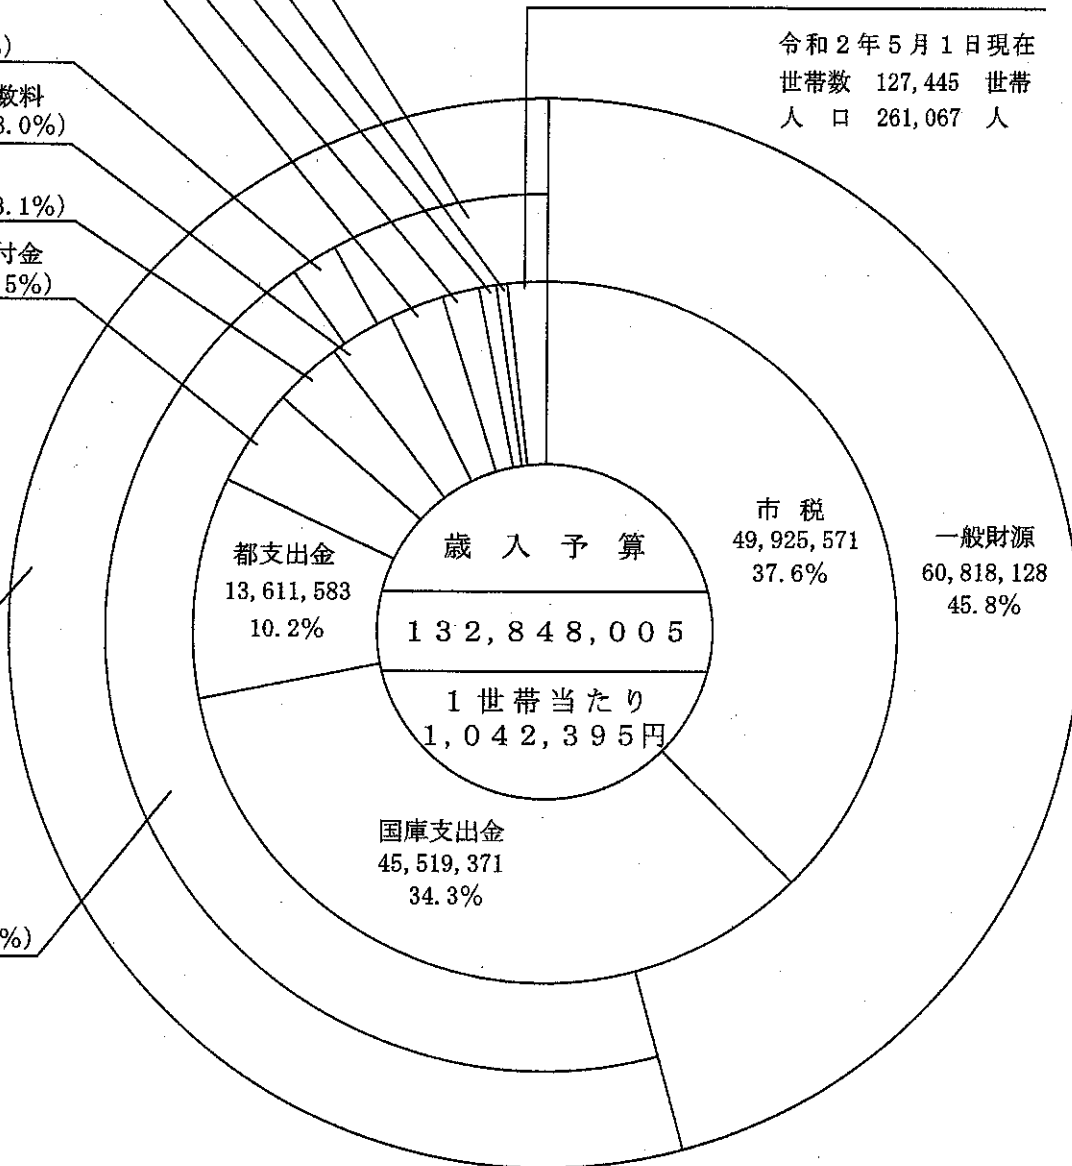 令和2年5月1日現在
世帯数 127,445 世帯
人 口 261,067 人
%)
数料
3.0%)
3.1%)
付金
5%)
%)
市 税
49,925,571
37.6%
一般財源
60,818,128
45.8%
都支出金
13,611,583
10.2%
歳 入 予 算
132,848,005
1世帯当たり
1,042,395円
国庫支出金
45,519,371
34.3%